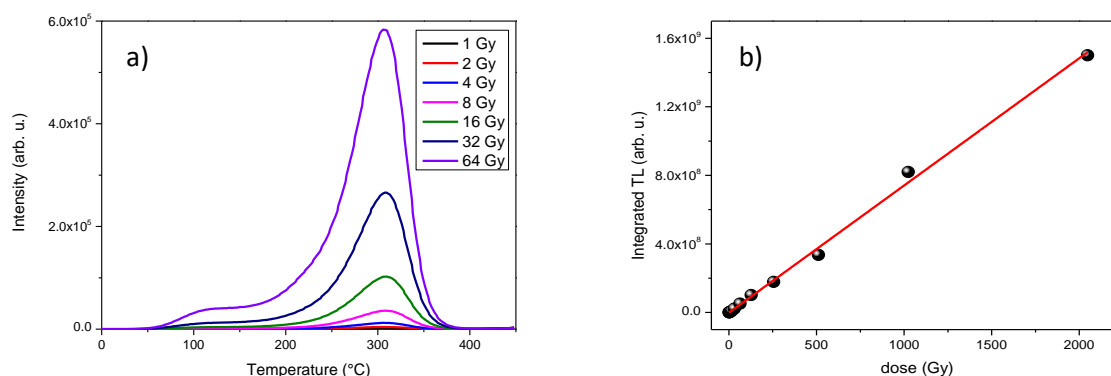 a)
6.0x10⁵
4.0x10⁵
2.0x10⁵
0.0
Intensity (arb. u.)
1 Gy
2 Gy
4 Gy
8 Gy
16 Gy
32 Gy
64 Gy
0 100 200 300 400
Temperature (°C)
b)
1.6x10⁹
1.2x10⁹
8.0x10⁸
4.0x10⁸
0.0
Integrated TL (arb. u.)
0 500 1000 1500 2000
dose (Gy)